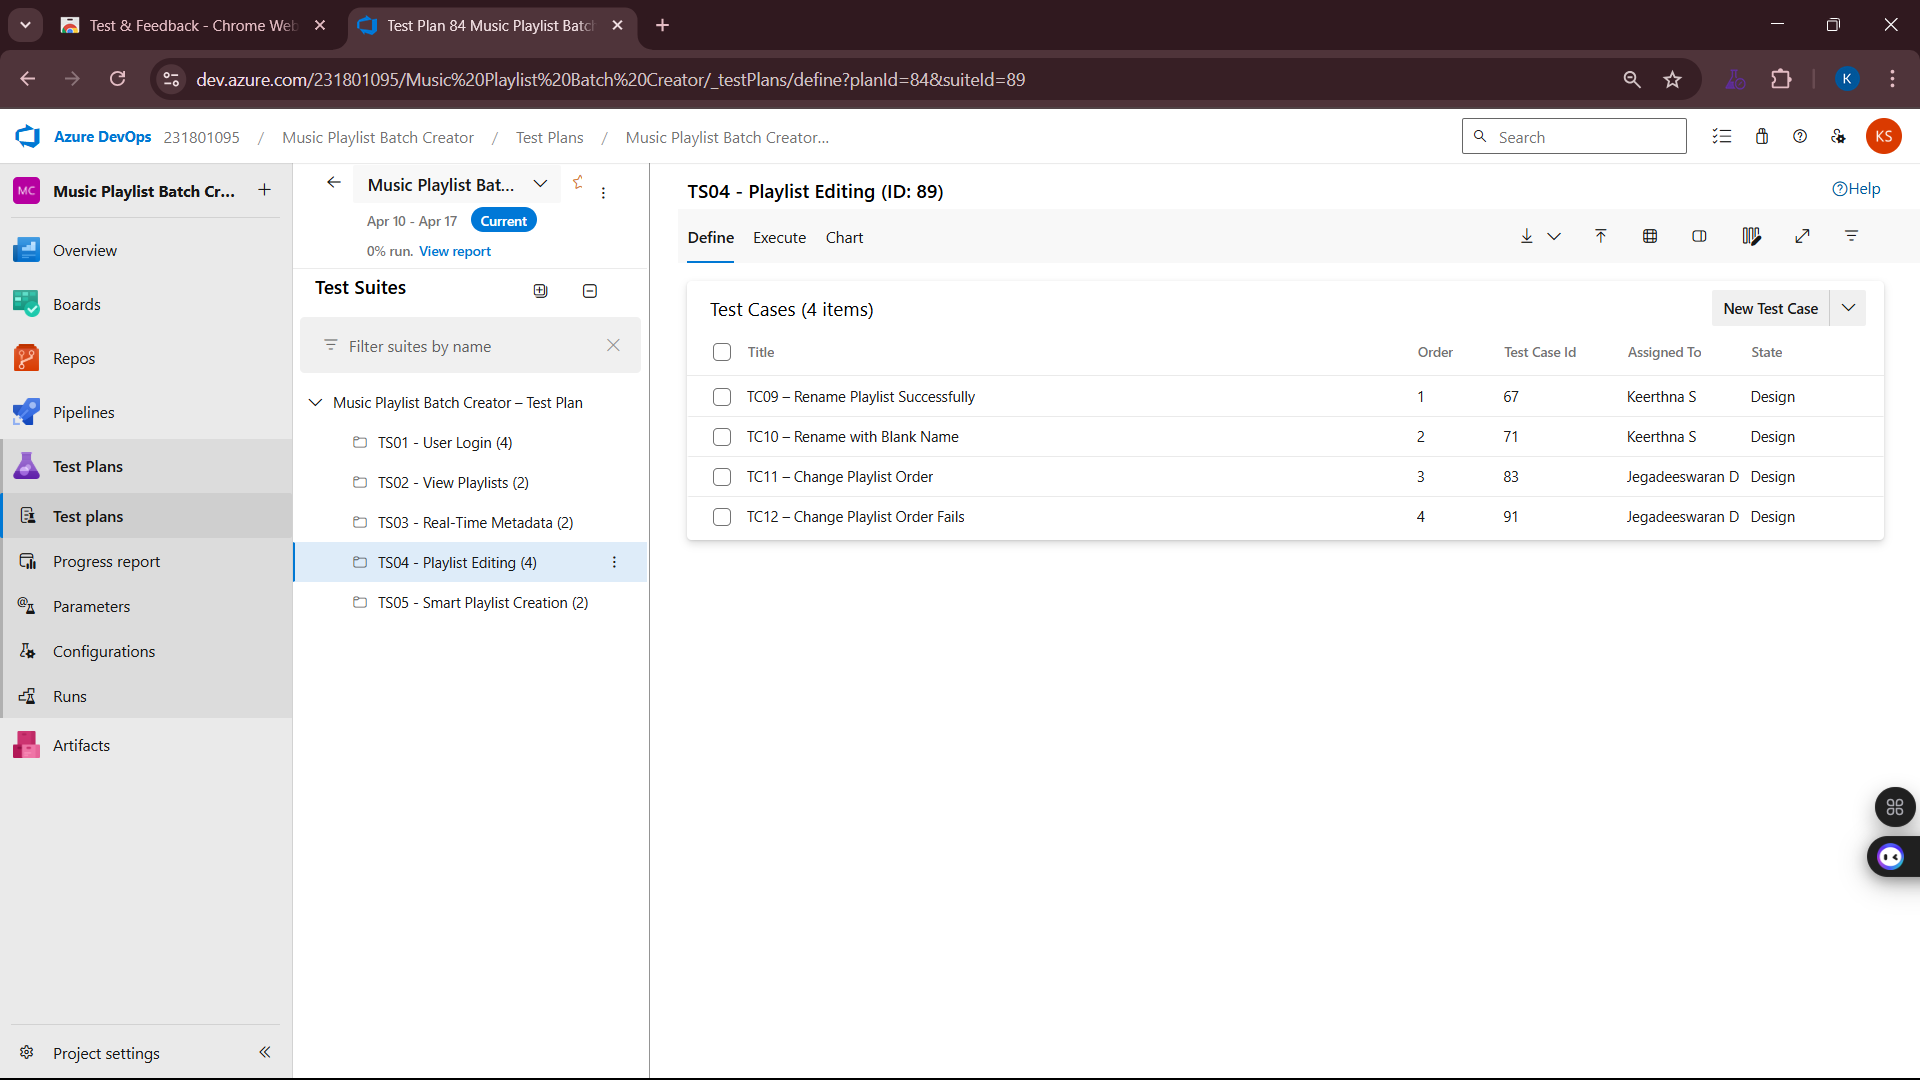 Test & Feedback - Chrome Web
Test Plan 84 Music Playlist Batch
dev.azure.com/231801095/Music%20Playlist%20Batch%20Creator/_testPlans/define?planId=84&suiteId=89
K
Azure DevOps 231801095 / Music Playlist Batch Creator / Test Plans / Music Playlist Batch Creator...
Search
KS
MC Music Playlist Batch Cr...
Overview
Boards
Repos
Pipelines
Test Plans
Test plans
Progress report
Parameters
Configurations
Runs
Artifacts
Project settings
Music Playlist Bat...
Apr 10 - Apr 17 Current
0% run. View report
Test Suites
Filter suites by name
Music Playlist Batch Creator – Test Plan
TS01 - User Login (4)
TS02 - View Playlists (2)
TS03 - Real-Time Metadata (2)
TS04 - Playlist Editing (4)
TS05 - Smart Playlist Creation (2)
TS04 - Playlist Editing (ID: 89)
Help
Define Execute Chart
Test Cases (4 items)
New Test Case
Title Order Test Case Id Assigned To State
TC09 – Rename Playlist Successfully 1 67 Keerthna S Design
TC10 – Rename with Blank Name 2 71 Keerthna S Design
TC11 – Change Playlist Order 3 83 Jegadeeswaran D Design
TC12 – Change Playlist Order Fails 4 91 Jegadeeswaran D Design